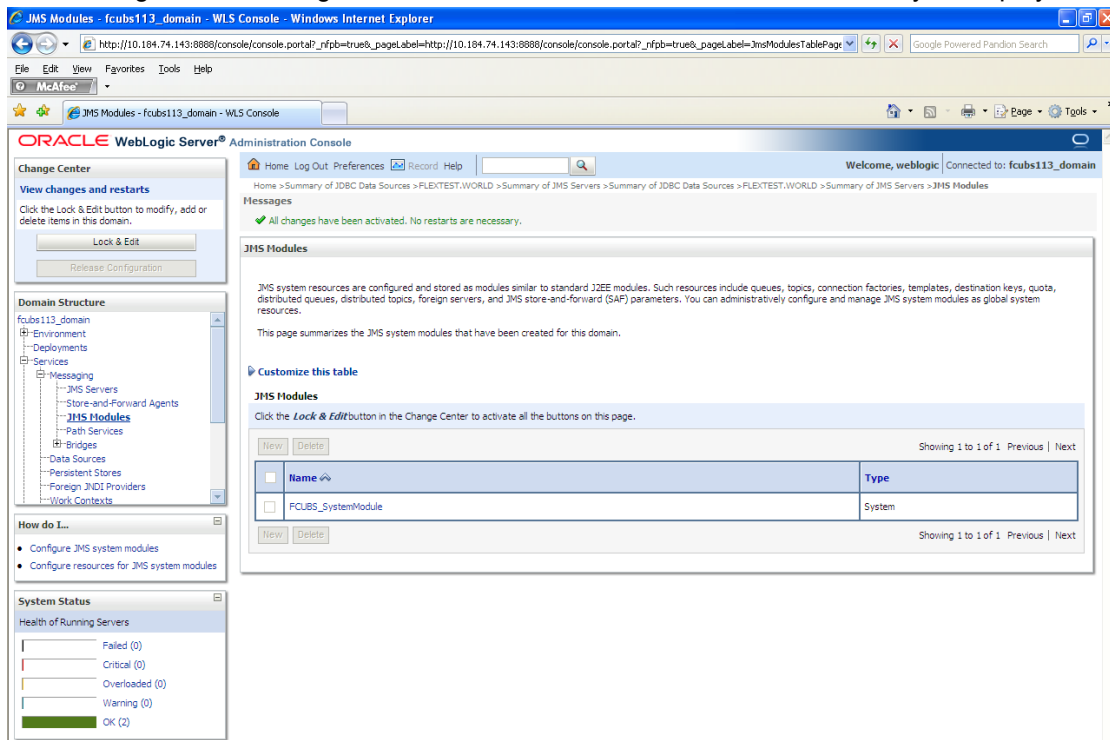 JMS Modules - fcubs113_domain - WLS Console - Windows Internet Explorer
http://10.184.74.143:8888/console/console.portal?_nfpb=true&_pageLabel=http://10.184.74.143:8888/console/console.portal?_nfpb=true&_pageLabel=JmsModulesTablePage
Google Powered Pandion Search
File Edit View Favorites Tools Help
McAfee
JMS Modules - fcubs113_domain - WLS Console
Page Tools
ORACLE WebLogic Server® Administration Console
Change Center
View changes and restarts
Click the Lock & Edit button to modify, add or
delete items in this domain.
Lock & Edit
Release Configuration
Domain Structure
fcubs113_domain
Environment
Deployments
Services
Messaging
JMS Servers
Store-and-Forward Agents
JMS Modules
Path Services
Bridges
Data Sources
Persistent Stores
Foreign JNDI Providers
Work Contexts
How do I...
Configure JMS system modules
Configure resources for JMS system modules
System Status
Health of Running Servers
Failed (0)
Critical (0)
Overloaded (0)
Warning (0)
OK (2)
Home Log Out Preferences Record Help
Welcome, weblogic Connected to: fcubs113_domain
Home >Summary of JDBC Data Sources >FLEXTEST.WORLD >Summary of JMS Servers >Summary of JDBC Data Sources >FLEXTEST.WORLD >Summary of JMS Servers >JMS Modules
Messages
All changes have been activated. No restarts are necessary.
JMS Modules
JMS system resources are configured and stored as modules similar to standard J2EE modules. Such resources include queues, topics, connection factories, templates, destination keys, quota,
distributed queues, distributed topics, foreign servers, and JMS store-and-forward (SAF) parameters. You can administratively configure and manage JMS system modules as global system
resources.
This page summarizes the JMS system modules that have been created for this domain.
Customize this table
JMS Modules
Click the Lock & Edit button in the Change Center to activate all the buttons on this page.
New Delete
Showing 1 to 1 of 1 Previous | Next
Name Type
FCUBS_SystemModule System
New Delete
Showing 1 to 1 of 1 Previous | Next